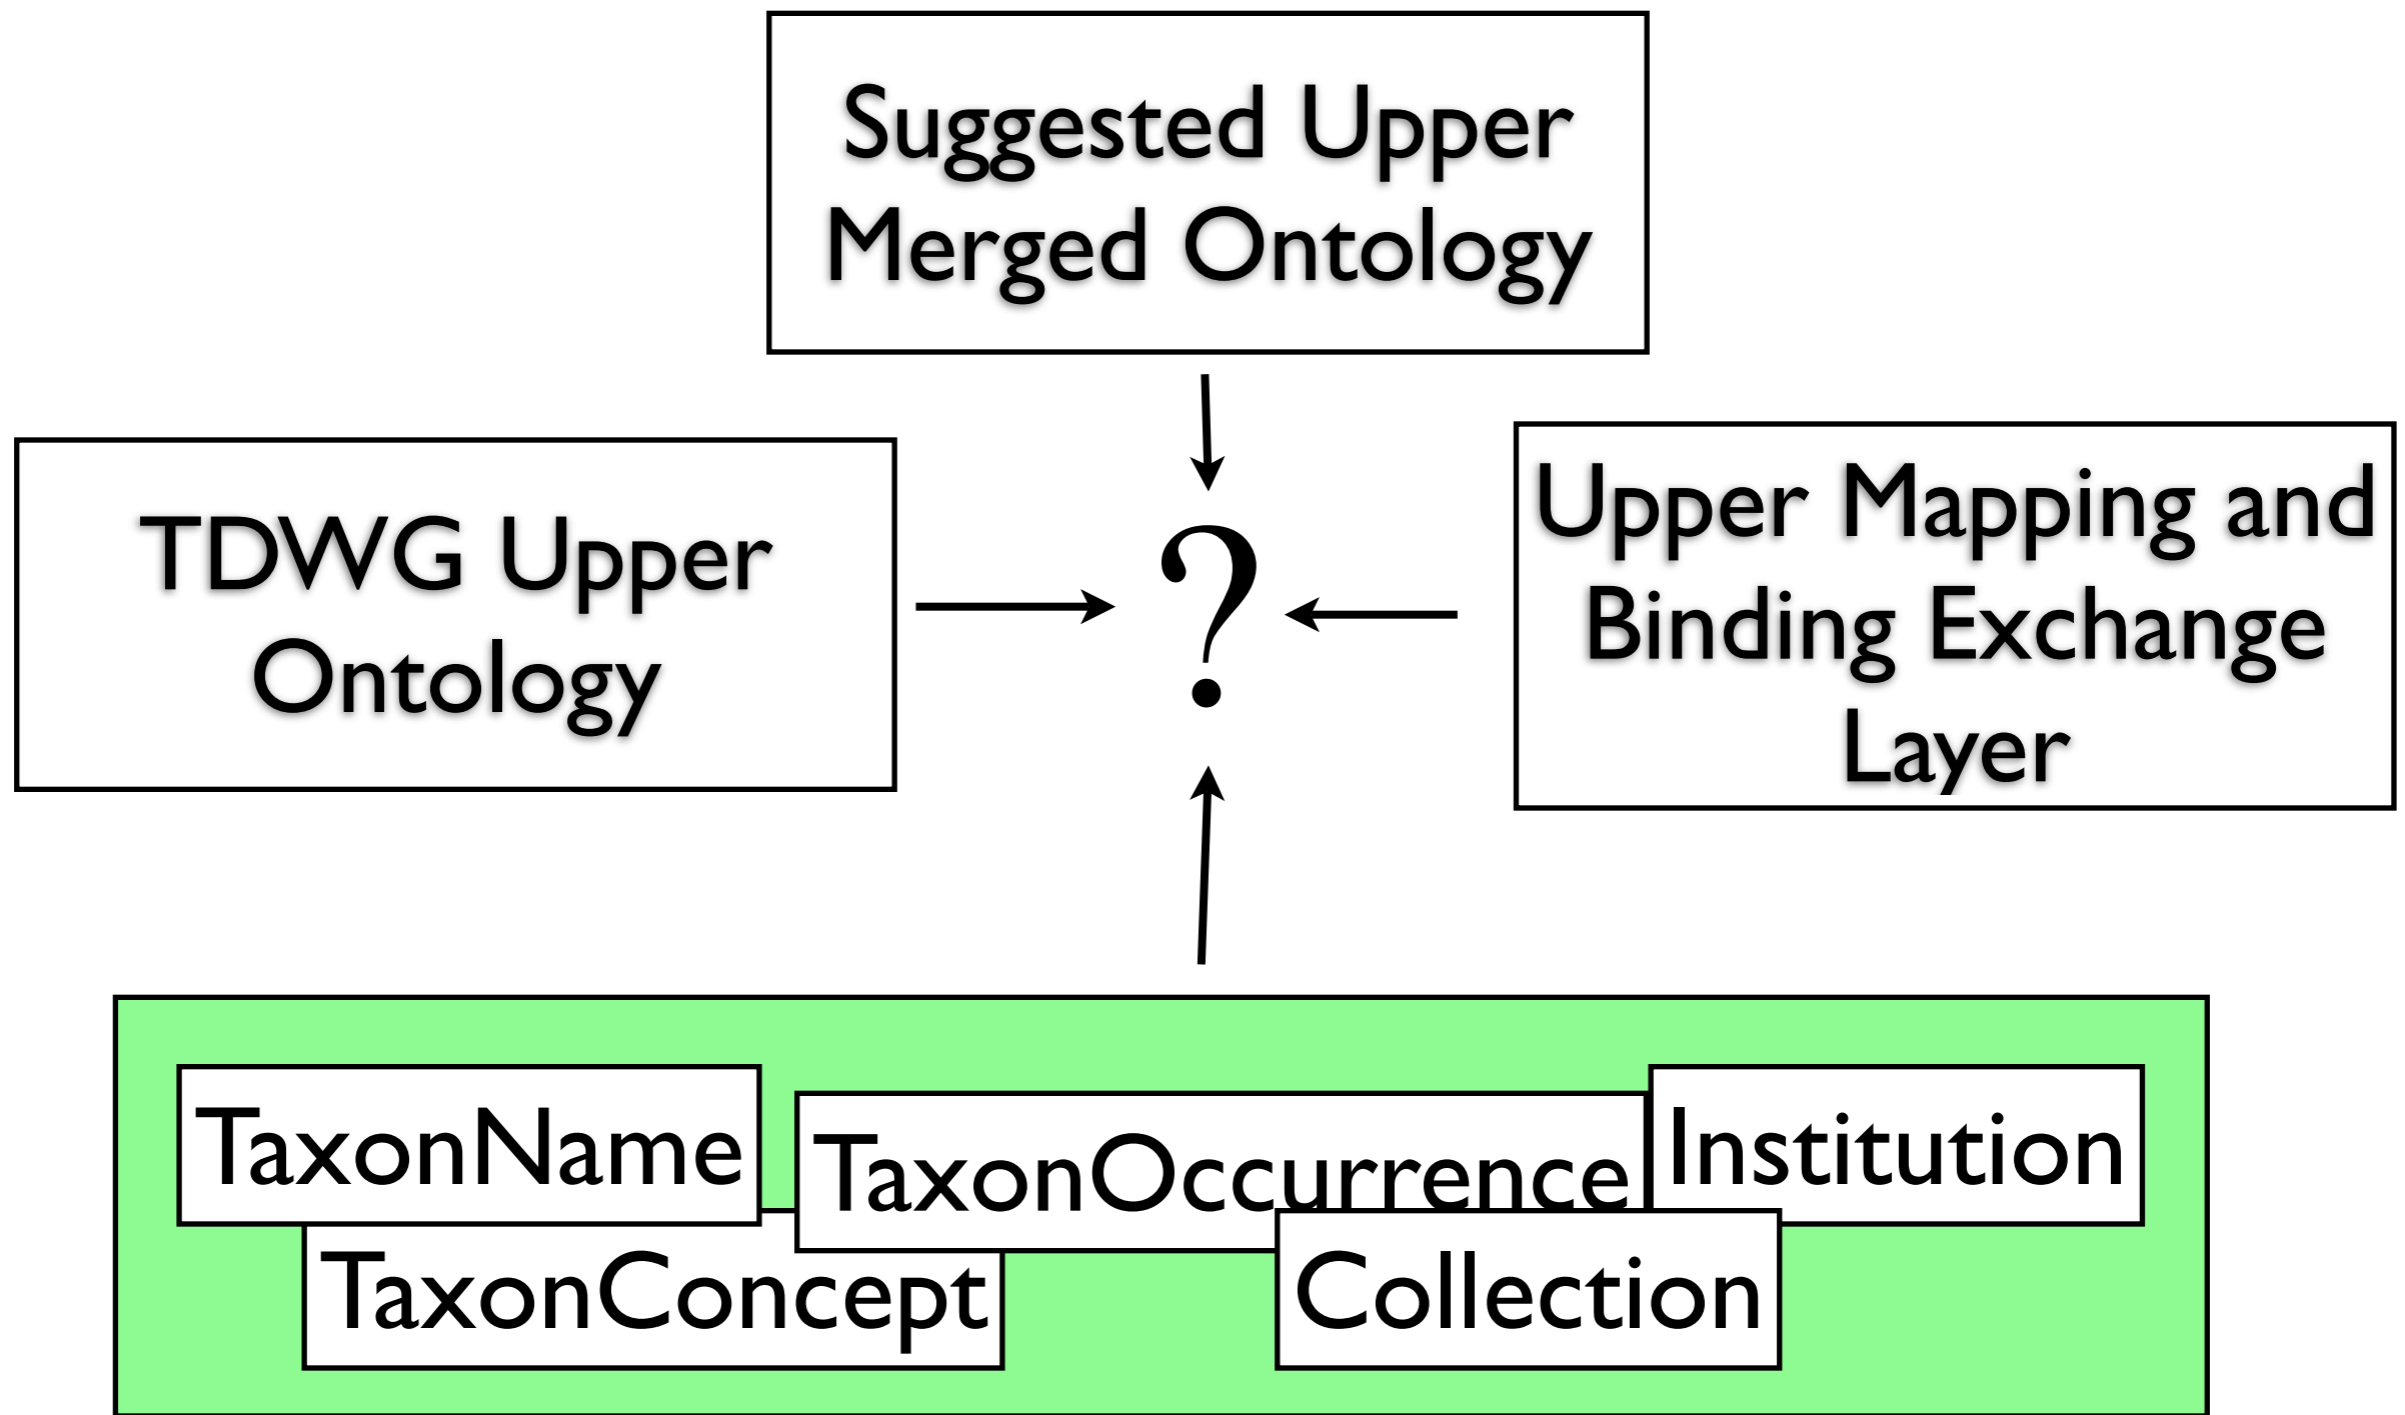 Suggested Upper
Merged Ontology
TDWG Upper
Ontology
?
Upper Mapping and
Binding Exchange
Layer
TaxonName
TaxonOccurrence
Institution
TaxonConcept
Collection